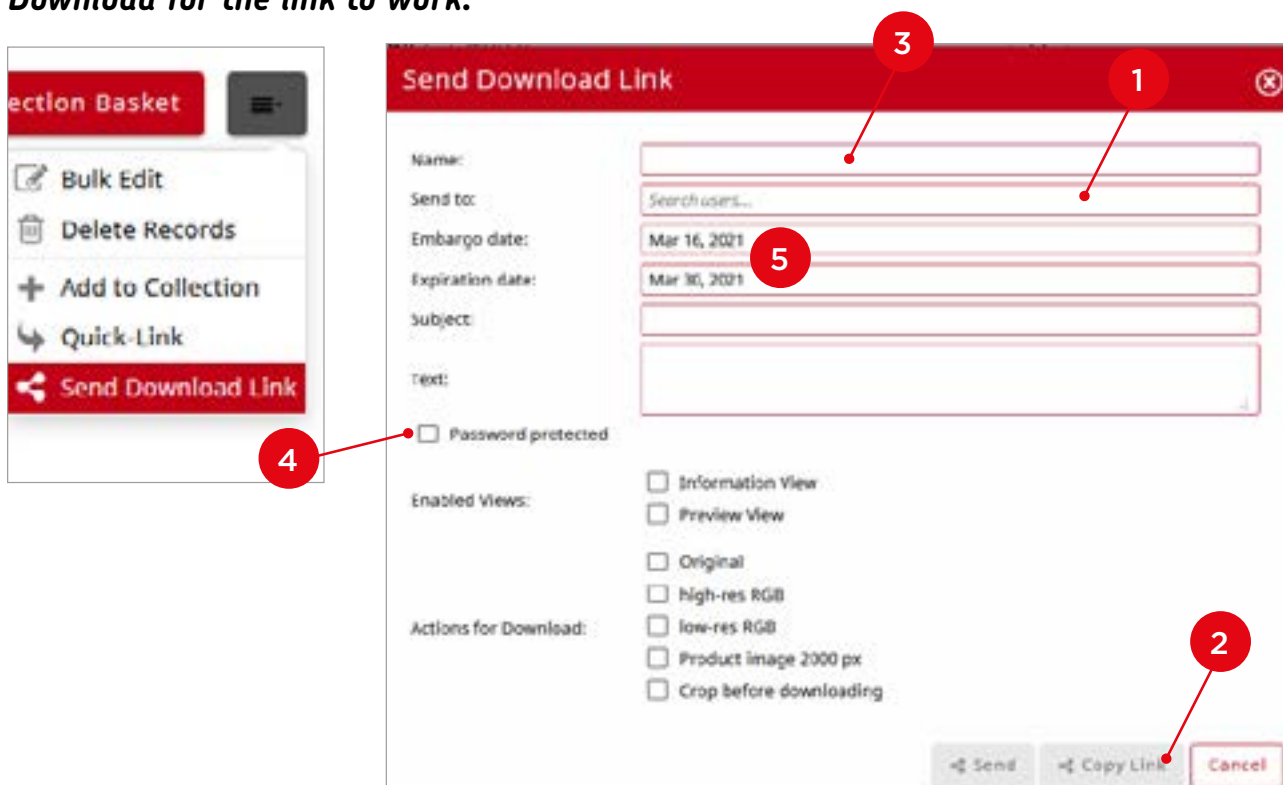 Download for the link to work.
ection Basket
Bulk Edit
Delete Records
Add to Collection
Quick-Link
Send Download Link
4
3
Send Download Link
1
Name:
Send to:
Search users...
Embargo date:
Mar 16, 2021
5
Expiration date:
Mar 30, 2021
Subject:
Text:
Password protected
Enabled Views:
Information View
Preview View
Actions for Download:
Original
high-res RGB
low-res RGB
Product image 2000 px
Crop before downloading
2
Send
Copy Link
Cancel